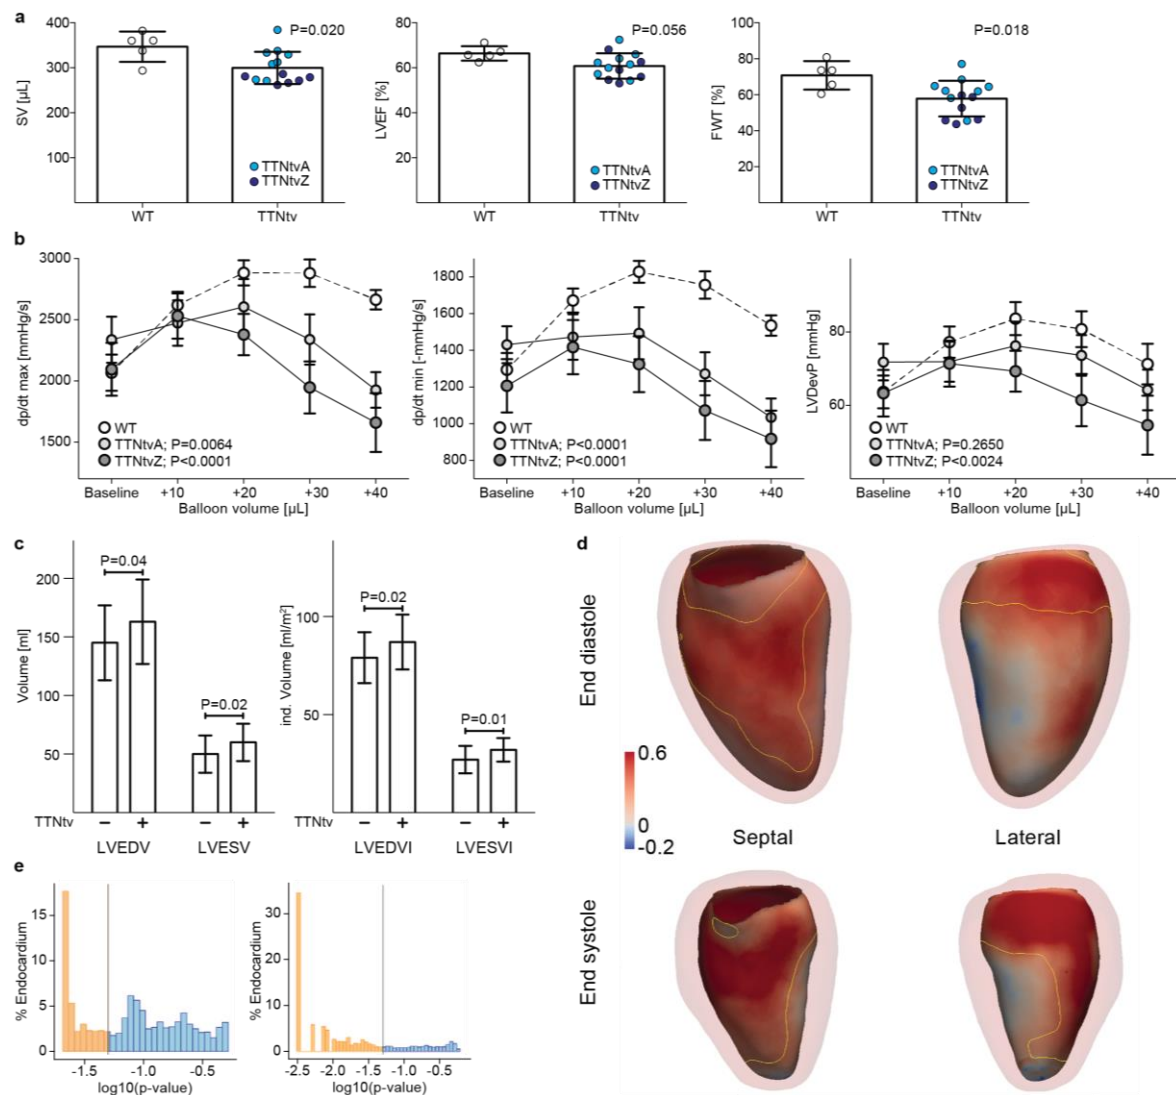 a
SV [µL]
400
300
200
100
P=0.020
TTNtvA
TTNtvZ
WT
TTNtv
LVEF [%]
80
60
40
20
P=0.056
TTNtvA
TTNtvZ
WT
TTNtv
FWT [%]
80
60
40
20
P=0.018
TTNtvA
TTNtvZ
WT
TTNtv
b
dp/dt max [mmHg/s]
3000
2500
2000
1500
WT
TTNtvA; P=0.0064
TTNtvZ; P<0.0001
Baseline +10 +20 +30 +40
Balloon volume [µL]
dp/dt min [-mmHg/s]
1800
1600
1400
1200
1000
800
WT
TTNtvA; P<0.0001
TTNtvZ; P<0.0001
Baseline +10 +20 +30 +40
Balloon volume [µL]
LVDevP [mmHg]
80
60
WT
TTNtvA; P=0.2650
TTNtvZ; P<0.0024
Baseline +10 +20 +30 +40
Balloon volume [µL]
c
Volume [ml]
200
150
100
50
P=0.04
P=0.02
TTNtv − + − +
LVEDV LVESV
ind. Volume [ml/m²]
100
50
P=0.02
P=0.01
TTNtv − + − +
LVEDVI LVESVI
d
End diastole
0.6
0
-0.2
Septal
Lateral
End systole
e
% Endocardium
15
10
5
0
-1.5 -1.0 -0.5
log10(p-value)
% Endocardium
30
20
10
0
-2.5 -2.0 -1.5 -1.0 -0.5
log10(p-value)